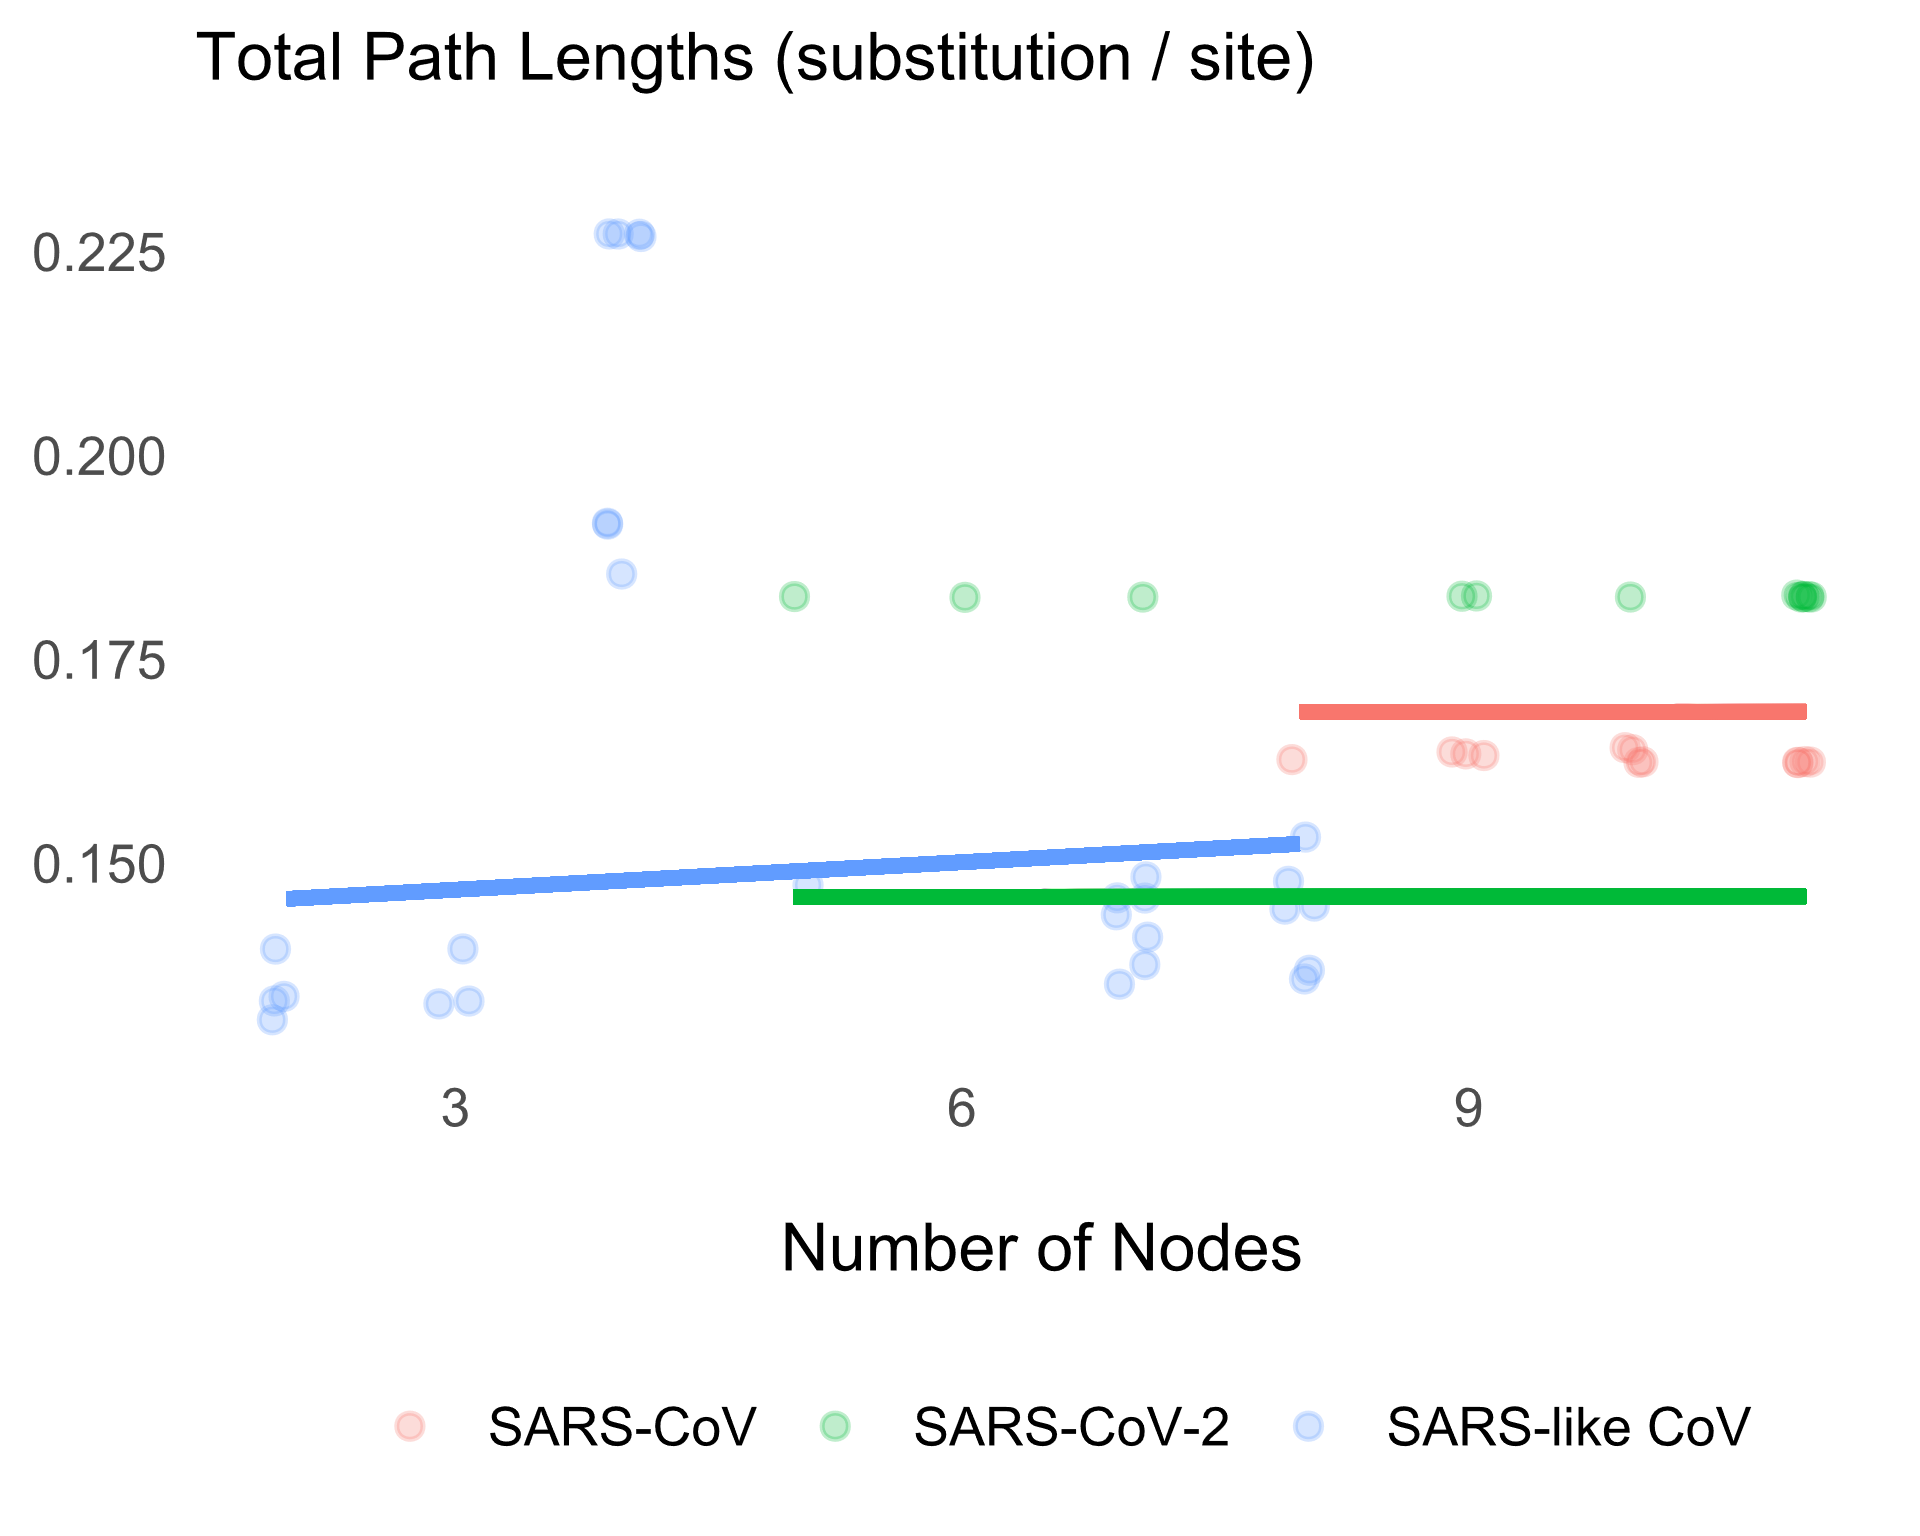 Total Path Lengths (substitution / site)
0.225
0.200
0.175
0.150
3 6 9
Number of Nodes
SARS-CoV SARS-CoV-2 SARS-like CoV